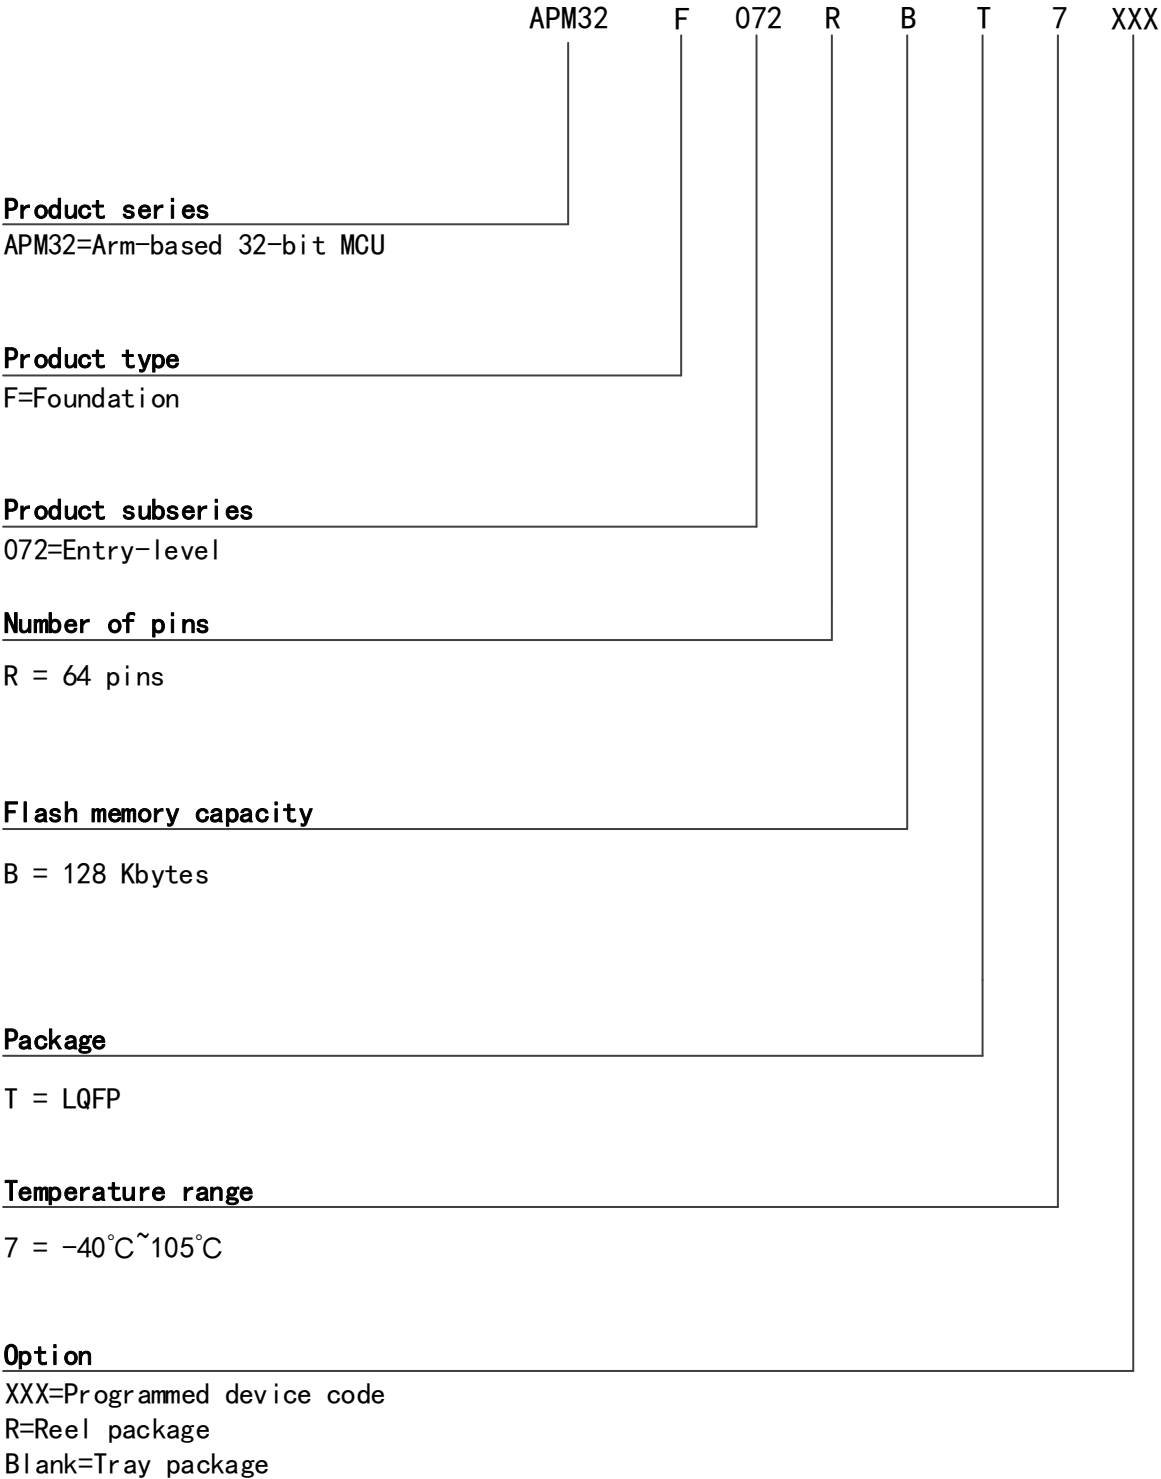 APM32 F 072 R B T 7 XXX
Product series
APM32=Arm-based 32-bit MCU
Product type
F=Foundation
Product subseries
072=Entry-level
Number of pins
R = 64 pins
Flash memory capacity
B = 128 Kbytes
Package
T = LQFP
Temperature range
7 = -40℃~105℃
Option
XXX=Programmed device code
R=Reel package
Blank=Tray package